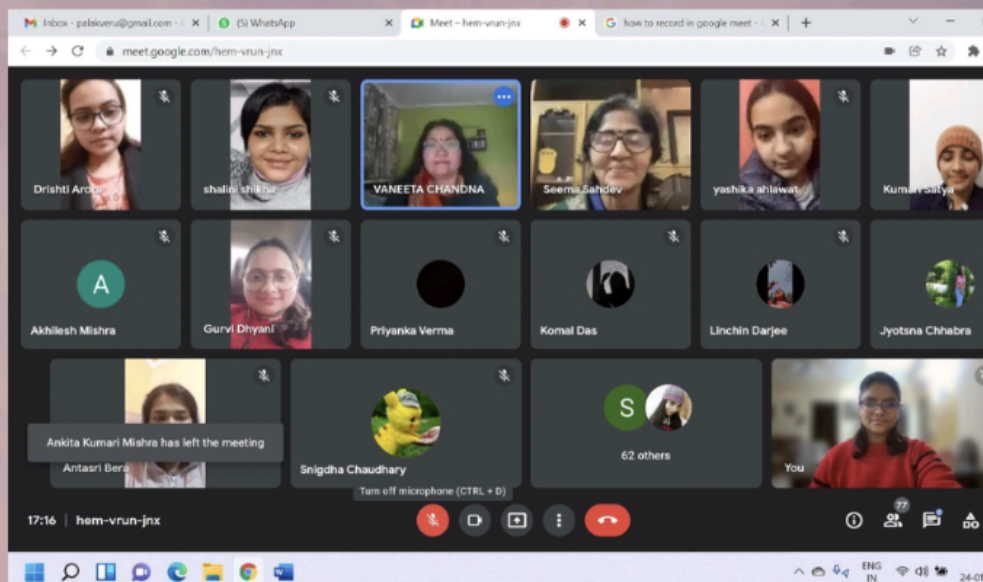 Inbox - palakveru@gmail.com - G
(5) WhatsApp
Meet – hem-vrun-jnx
how to record in google meet - G
meet.google.com/hem-vrun-jnx
Drishti Arora
shalini shikha
VANEETA CHANDNA
Seema Sahdev
yashika ahlawat
Kumari Satya
A
Akhilesh Mishra
Gurvi Dhyani
Priyanka Verma
Komal Das
Linchin Darjee
Jyotsna Chhabra
Ankita Kumari Mishra has left the meeting
Antasri Bera
Snigdha Chaudhary
S
62 others
You
Turn off microphone (CTRL + D)
17:16 | hem-vrun-jnx
77
ENG
IN